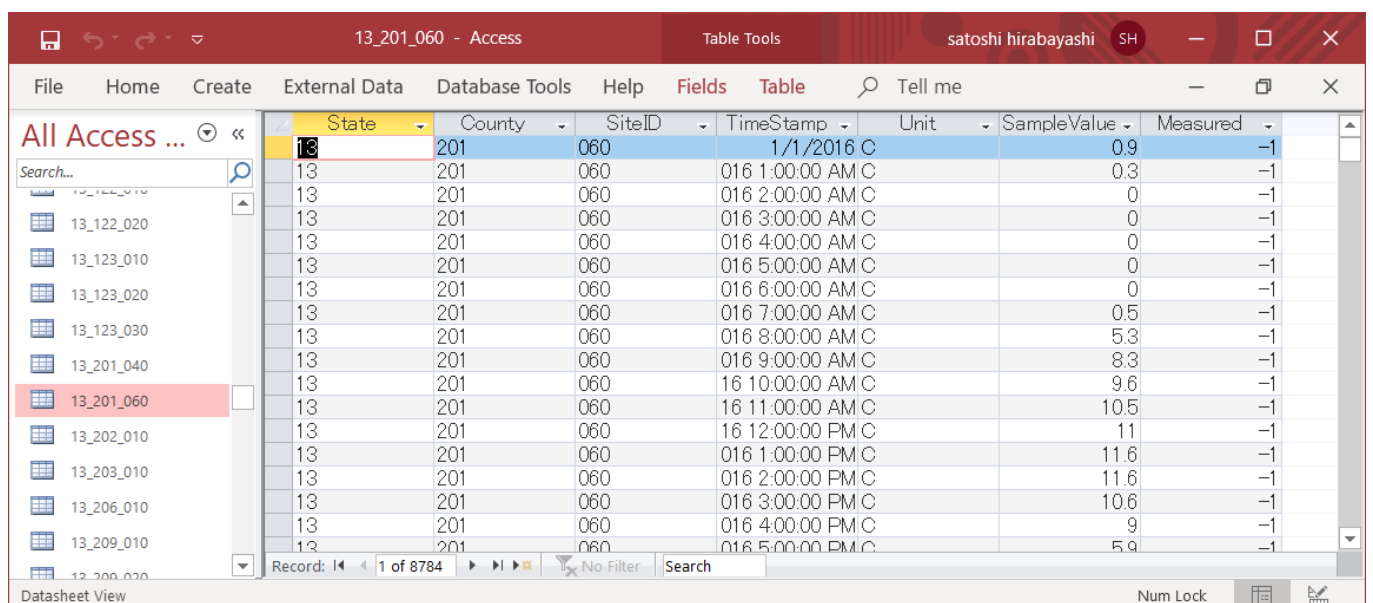 13_201_060 - Access Table Tools satoshi hirabayashi SH
File Home Create External Data Database Tools Help Fields Table Tell me
All Access ...
Search...
13_122_020
13_123_010
13_123_020
13_123_030
13_201_040
13_201_060
13_202_010
13_203_010
13_206_010
13_209_010
13_209_020
State County SiteID TimeStamp Unit SampleValue Measured
13 201 060 1/1/2016 C 0.9 -1
13 201 060 016 1:00:00 AM C 0.3 -1
13 201 060 016 2:00:00 AM C 0 -1
13 201 060 016 3:00:00 AM C 0 -1
13 201 060 016 4:00:00 AM C 0 -1
13 201 060 016 5:00:00 AM C 0 -1
13 201 060 016 6:00:00 AM C 0 -1
13 201 060 016 7:00:00 AM C 0.5 -1
13 201 060 016 8:00:00 AM C 5.3 -1
13 201 060 016 9:00:00 AM C 8.3 -1
13 201 060 16 10:00:00 AM C 9.6 -1
13 201 060 16 11:00:00 AM C 10.5 -1
13 201 060 16 12:00:00 PM C 11 -1
13 201 060 016 1:00:00 PM C 11.6 -1
13 201 060 016 2:00:00 PM C 11.6 -1
13 201 060 016 3:00:00 PM C 10.6 -1
13 201 060 016 4:00:00 PM C 9 -1
13 201 060 016 5:00:00 PM C 5.9 -1
Record: 1 of 8784 No Filter Search
Datasheet View Num Lock